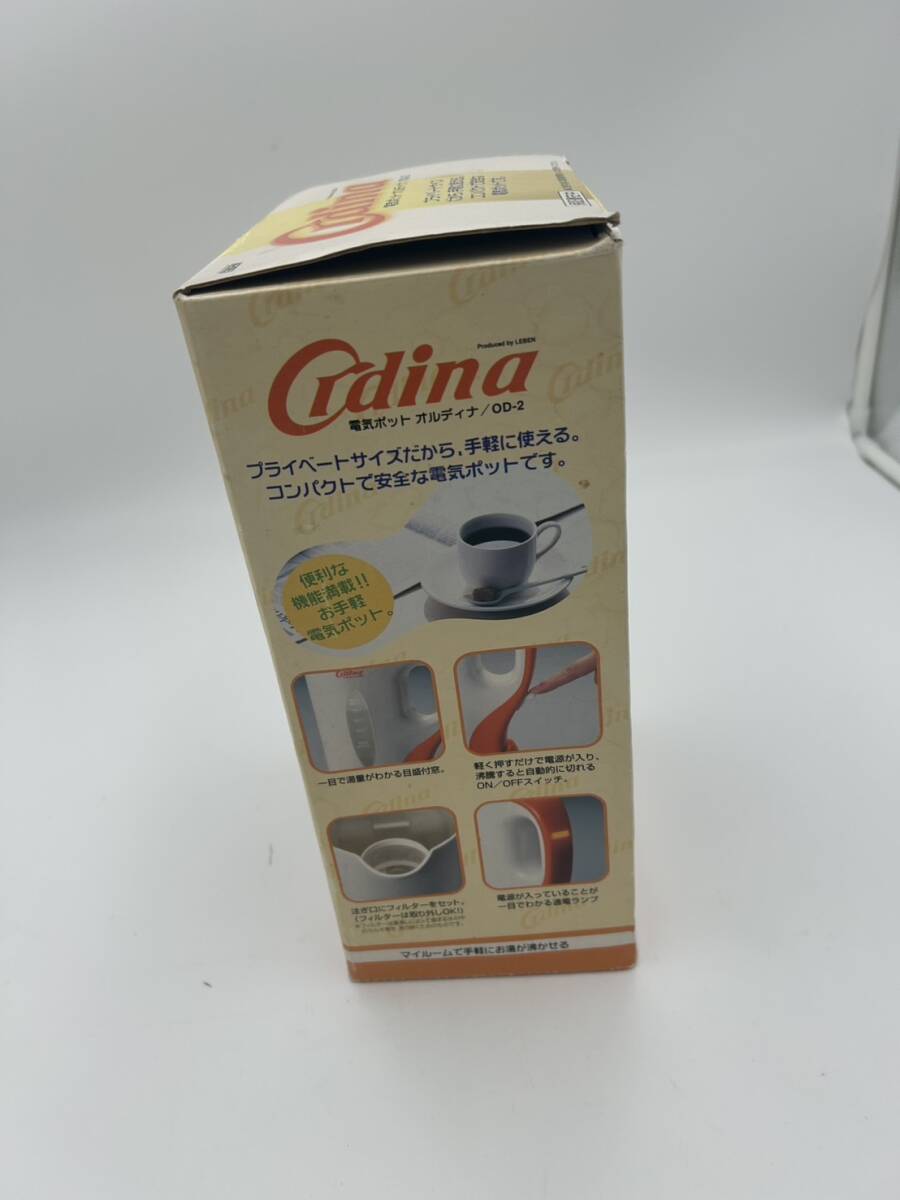 Ordina
Produced by LEBEN
Ordina
電気ポット オルディナ/OD-2
プライベートサイズだから、手軽に使える。
コンパクトで安全な電気ポットです。
便利な
機能満載!!
お手軽
電気ポット。
Ordina
一目で湯量がわかる目盛付窓。
軽く押すだけで電源が入り、
沸騰すると自動的に切れる
ON/OFFスイッチ。
注ぎ口にフィルターをセット。
(フィルターは取り外しOK!)
電源が入っていることが
一目でわかる通電ランプ
マイルームで手軽にお湯が沸かせる